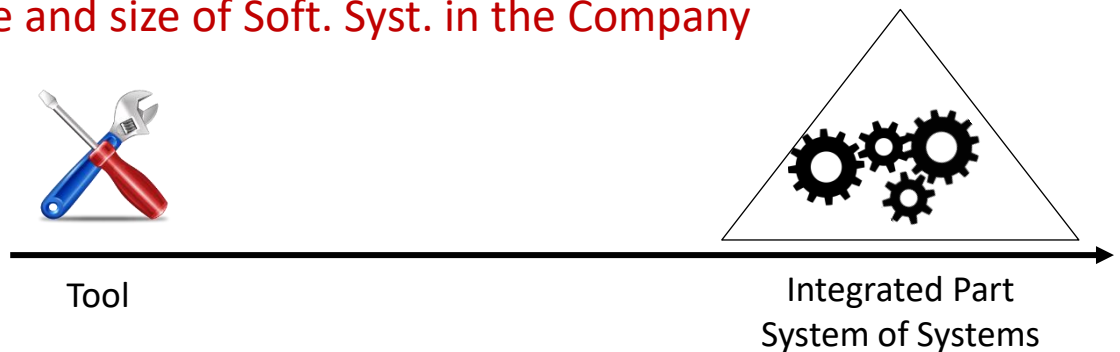 e and size of Soft. Syst. in the Company
Tool
Integrated Part
System of Systems